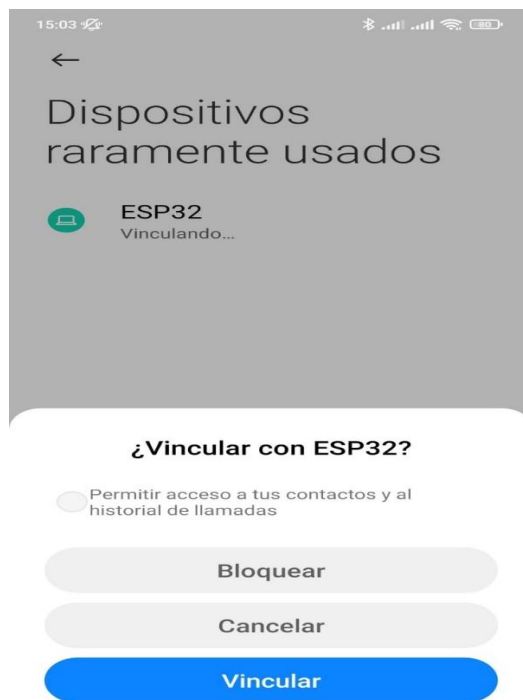 15:03
80
Dispositivos
raramente usados
ESP32
Vinculando...
¿Vincular con ESP32?
Permitir acceso a tus contactos y al
historial de llamadas
Bloquear
Cancelar
Vincular